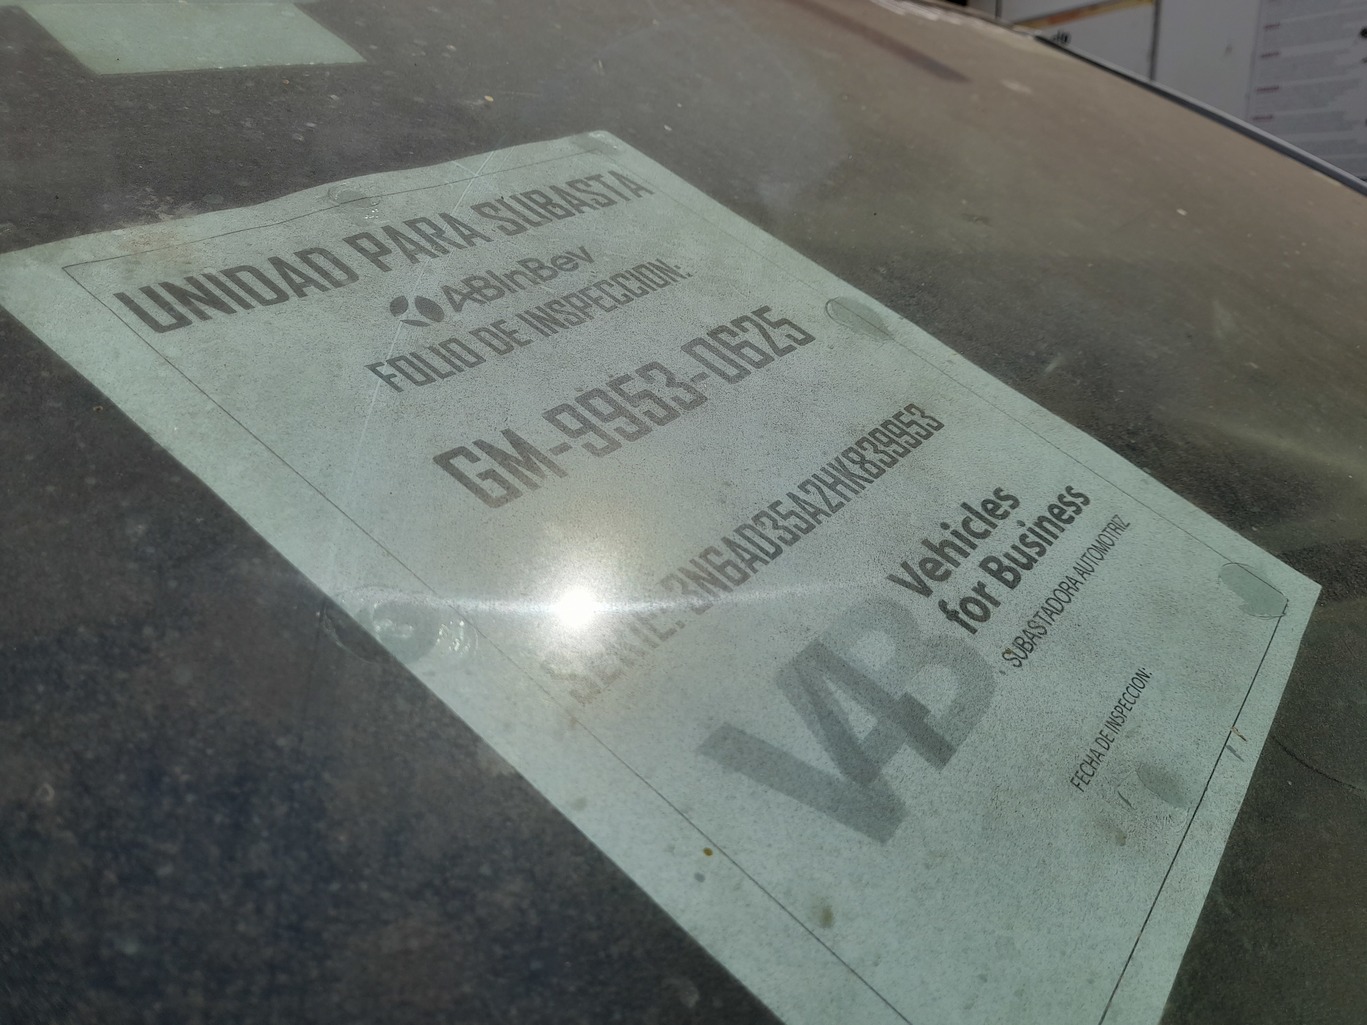 UNIDAD PARA SUBASTA
ABInBev
FOLIO DE INSPECCION:
GM-9953-0625
SERIE: 3N6AD35A2HK839953
V4B
Vehicles
for Business
SUBASTADORA AUTOMOTRIZ
FECHA DE INSPECCION: